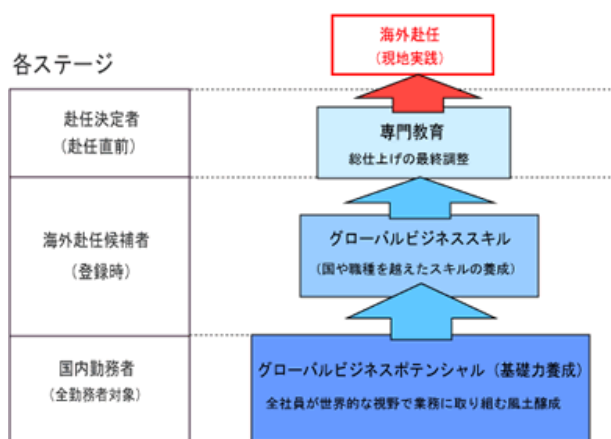 海外赴任
(現地実践)
各ステージ
赴任決定者
(赴任直前)
専門教育
総仕上げの最終調整
海外赴任候補者
(登録時)
グローバルビジネススキル
(国や職種を越えたスキルの養成)
国内勤務者
(全勤務者対象)
グローバルビジネスポテンシャル(基礎力養成)
全社員が世界的な視野で業務に取り組む風土醸成